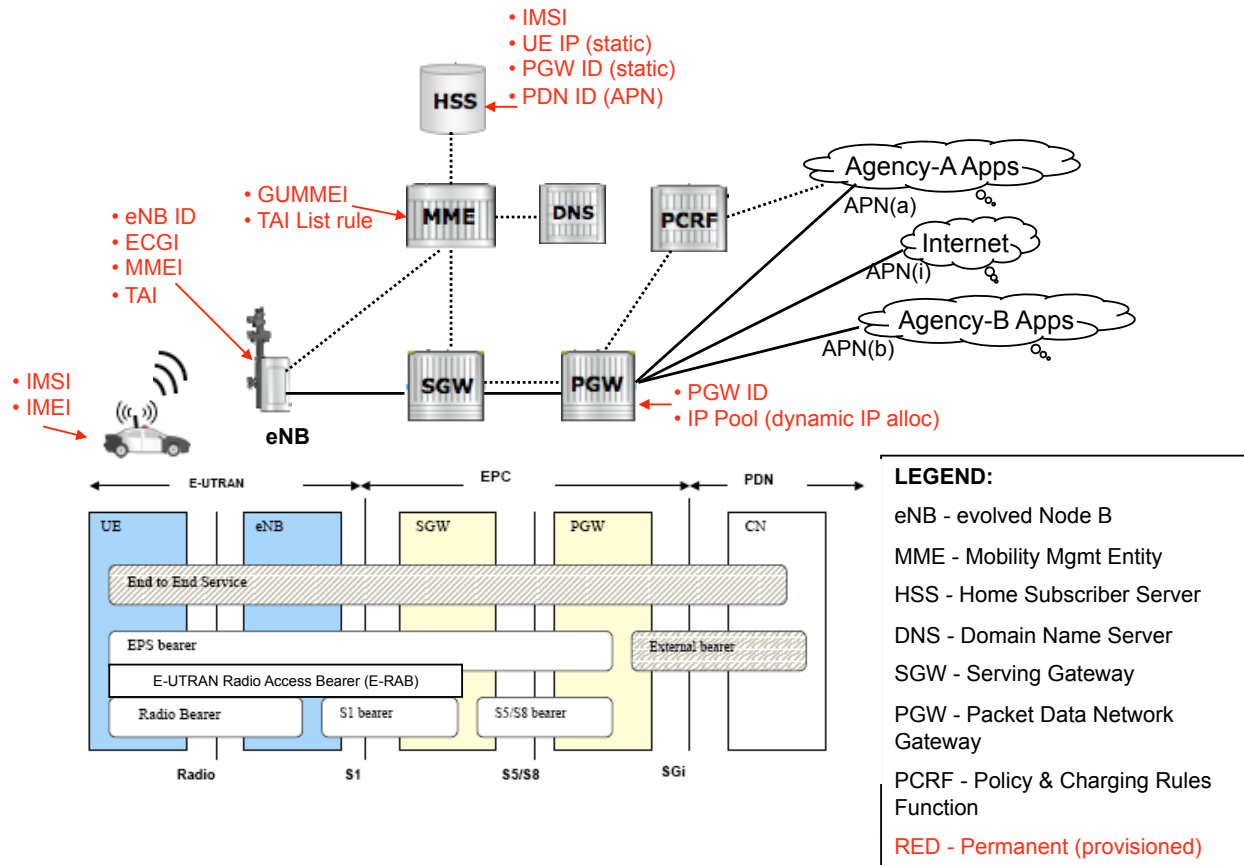 • IMSI
• UE IP (static)
• PGW ID (static)
• PDN ID (APN)
HSS
• GUMMEI
• TAI List rule
MME
DNS
PCRF
Agency-A Apps
APN(a)
Internet
APN(i)
Agency-B Apps
APN(b)
• eNB ID
• ECGI
• MMEI
• TAI
• IMSI
• IMEI
eNB
SGW
PGW
• PGW ID
• IP Pool (dynamic IP alloc)
E-UTRAN
EPC
PDN
UE
eNB
SGW
PGW
CN
End to End Service
EPS bearer
External bearer
E-UTRAN Radio Access Bearer (E-RAB)
Radio Bearer
S1 bearer
S5/S8 bearer
Radio
S1
S5/S8
SGi
LEGEND:
eNB - evolved Node B
MME - Mobility Mgmt Entity
HSS - Home Subscriber Server
DNS - Domain Name Server
SGW - Serving Gateway
PGW - Packet Data Network
Gateway
PCRF - Policy & Charging Rules
Function
RED - Permanent (provisioned)